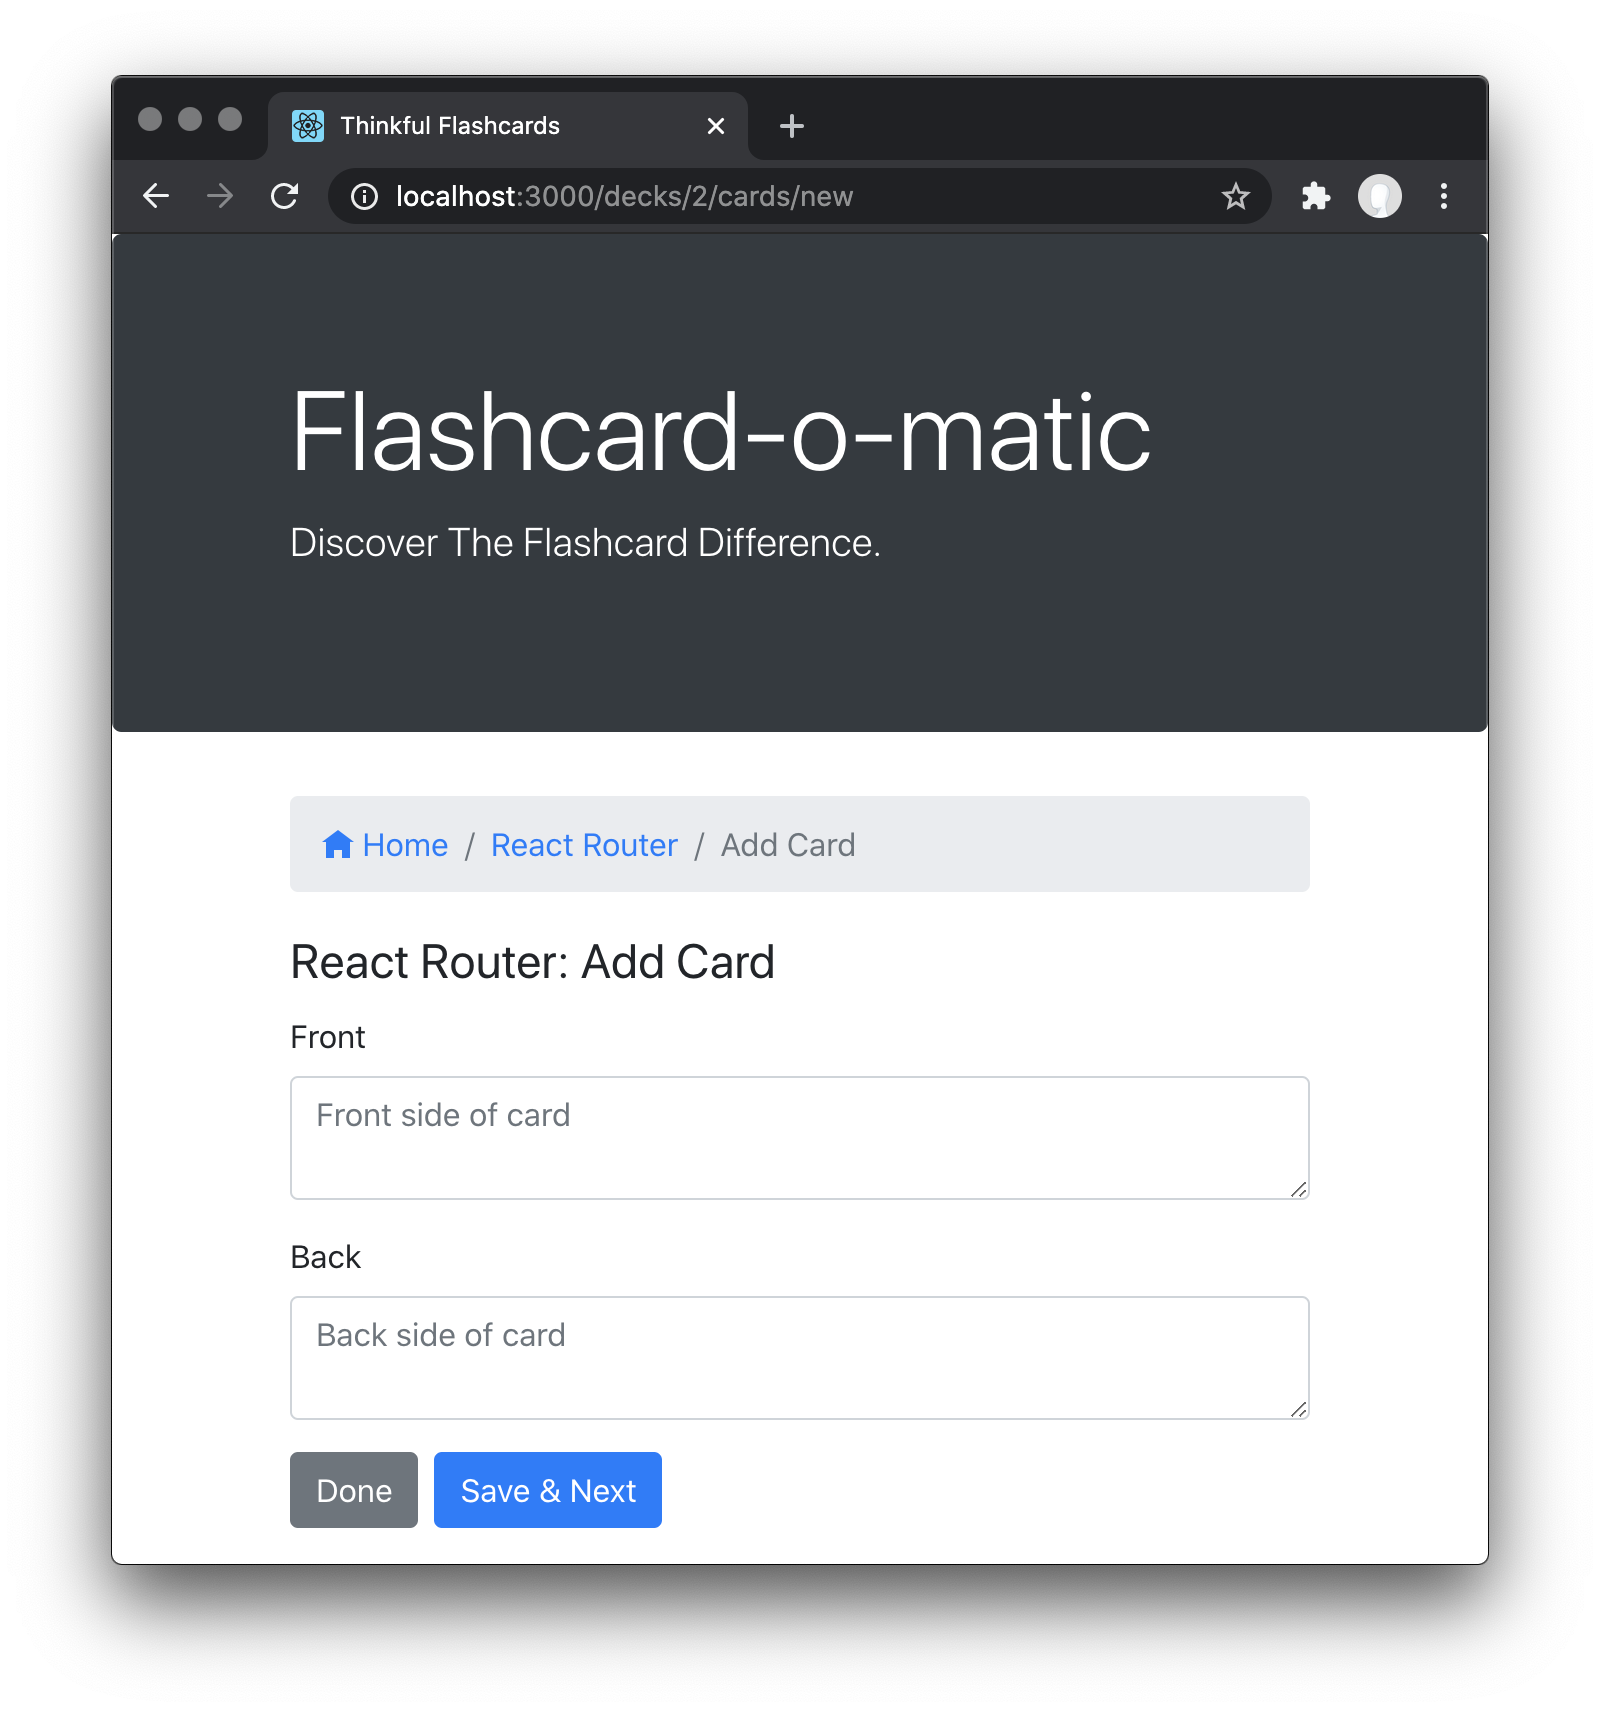 Thinkful Flashcards
localhost:3000/decks/2/cards/new
Flashcard-o-matic
Discover The Flashcard Difference.
Home / React Router / Add Card
React Router: Add Card
Front
Front side of card
Back
Back side of card
Done Save & Next